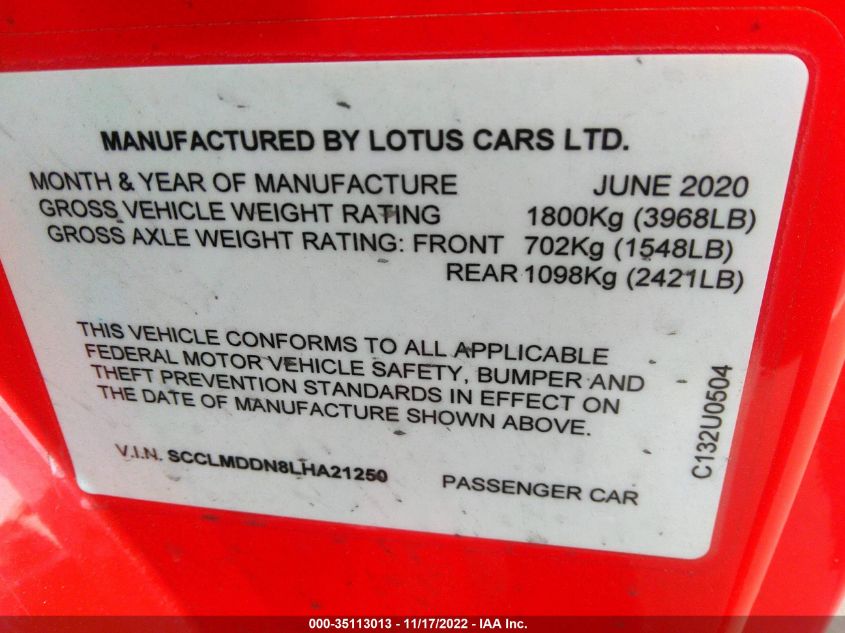 MANUFACTURED BY LOTUS CARS LTD.
MONTH & YEAR OF MANUFACTURE JUNE 2020
GROSS VEHICLE WEIGHT RATING 1800Kg (3968LB)
GROSS AXLE WEIGHT RATING: FRONT 702Kg (1548LB)
REAR 1098Kg (2421LB)
THIS VEHICLE CONFORMS TO ALL APPLICABLE
FEDERAL MOTOR VEHICLE SAFETY, BUMPER AND
THEFT PREVENTION STANDARDS IN EFFECT ON
THE DATE OF MANUFACTURE SHOWN ABOVE.
V.I.N. SCCLMDDN8LHA21250
PASSENGER CAR
C132U0504
000-35113013 - 11/17/2022 - IAA Inc.